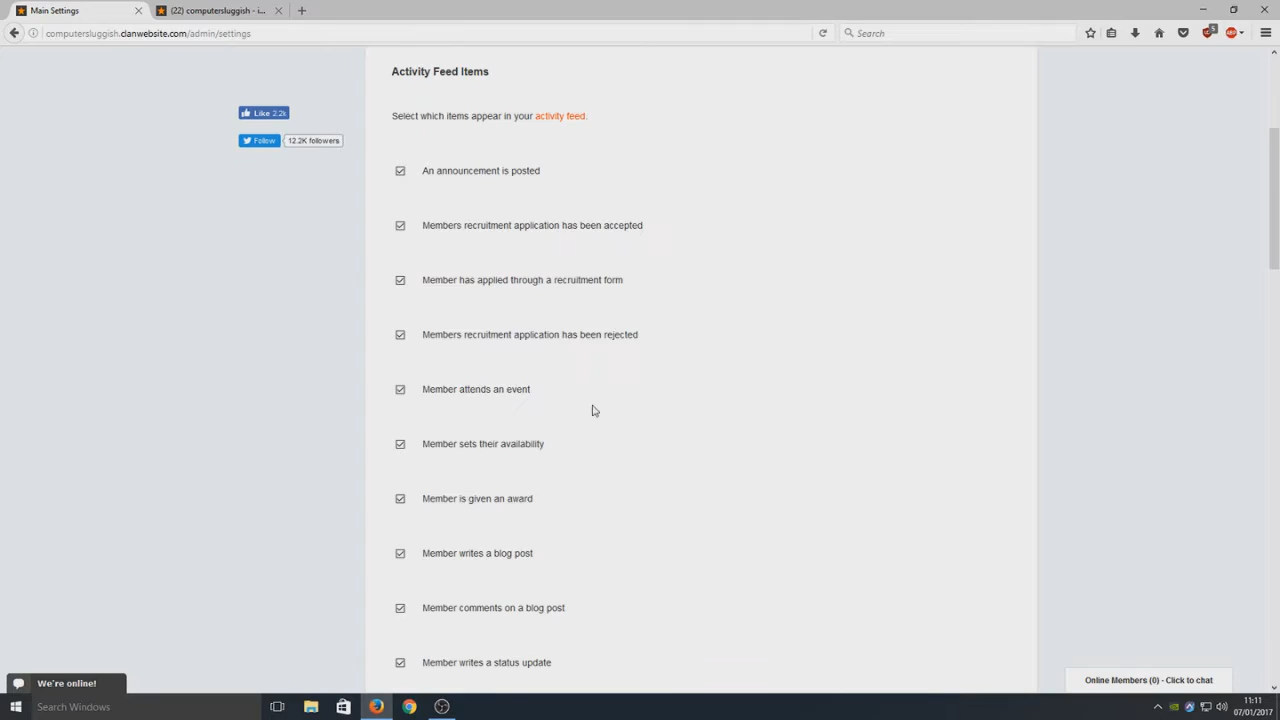 Main Settings
(22) computersluggish - i...
computersluggish.clanwebsite.com/admin/settings
Search
5
ABP
Activity Feed Items
Like 2.2k
Select which items appear in your activity feed.
Follow
12.2K followers
An announcement is posted
Members recruitment application has been accepted
Member has applied through a recruitment form
Members recruitment application has been rejected
Member attends an event
Member sets their availability
Member is given an award
Member writes a blog post
Member comments on a blog post
Member writes a status update
We're online!
Online Members (0) - Click to chat
Search Windows
11:11
07/01/2017